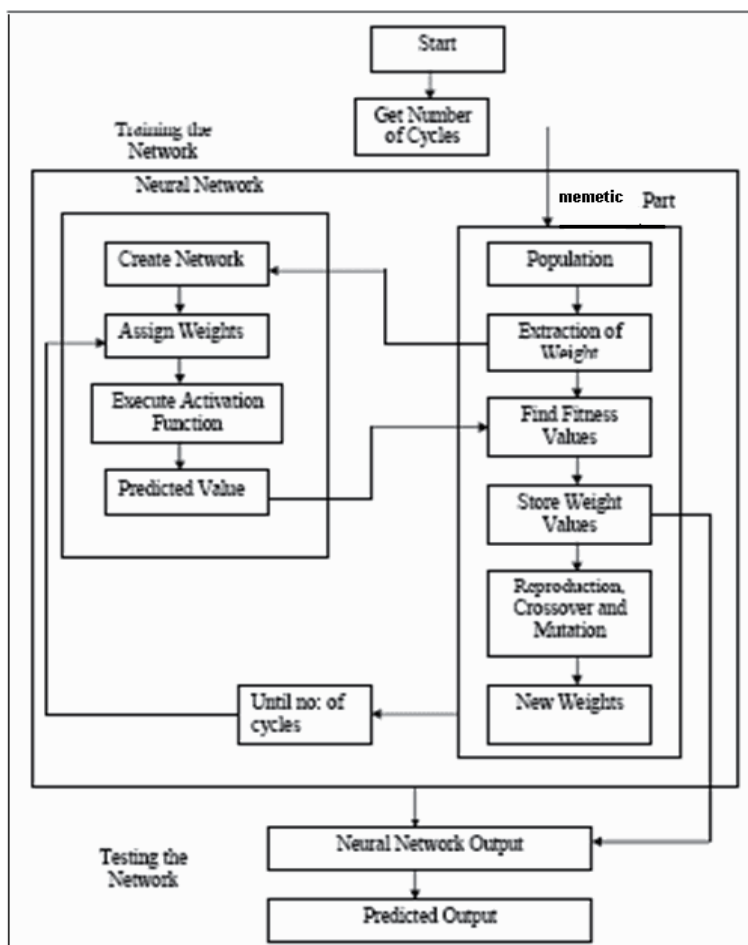 Start
Get Number
of Cycles
Training the
Network
Neural Network
memetic Part
Create Network
Assign Weights
Execute Activation
Function
Predicted Value
Population
Extraction of
Weight
Find Fitness
Values
Store Weight
Values
Reproduction,
Crossover and
Mutation
New Weights
Until no: of
cycles
Neural Network Output
Testing the
Network
Predicted Output